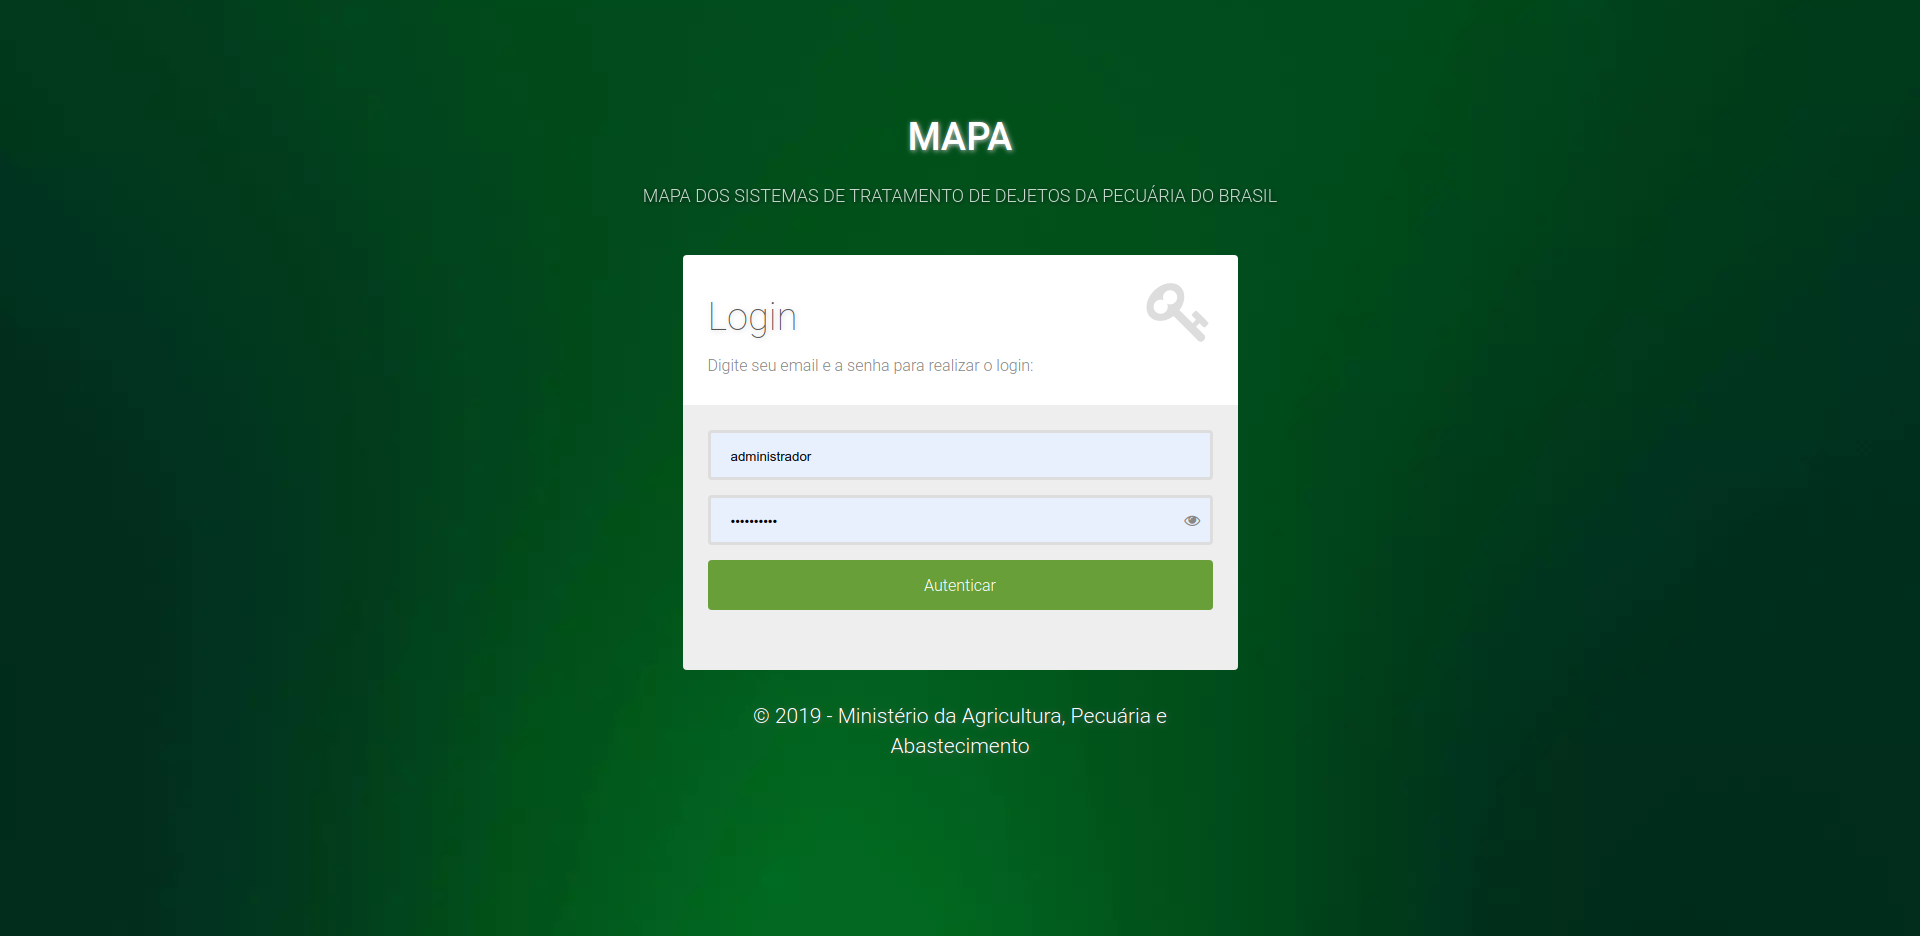 MAPA
MAPA DOS SISTEMAS DE TRATAMENTO DE DEJETOS DA PECUÁRIA DO BRASIL
Login
Digite seu email e a senha para realizar o login:
administrador
••••••••••
Autenticar
© 2019 - Ministério da Agricultura, Pecuária e
Abastecimento